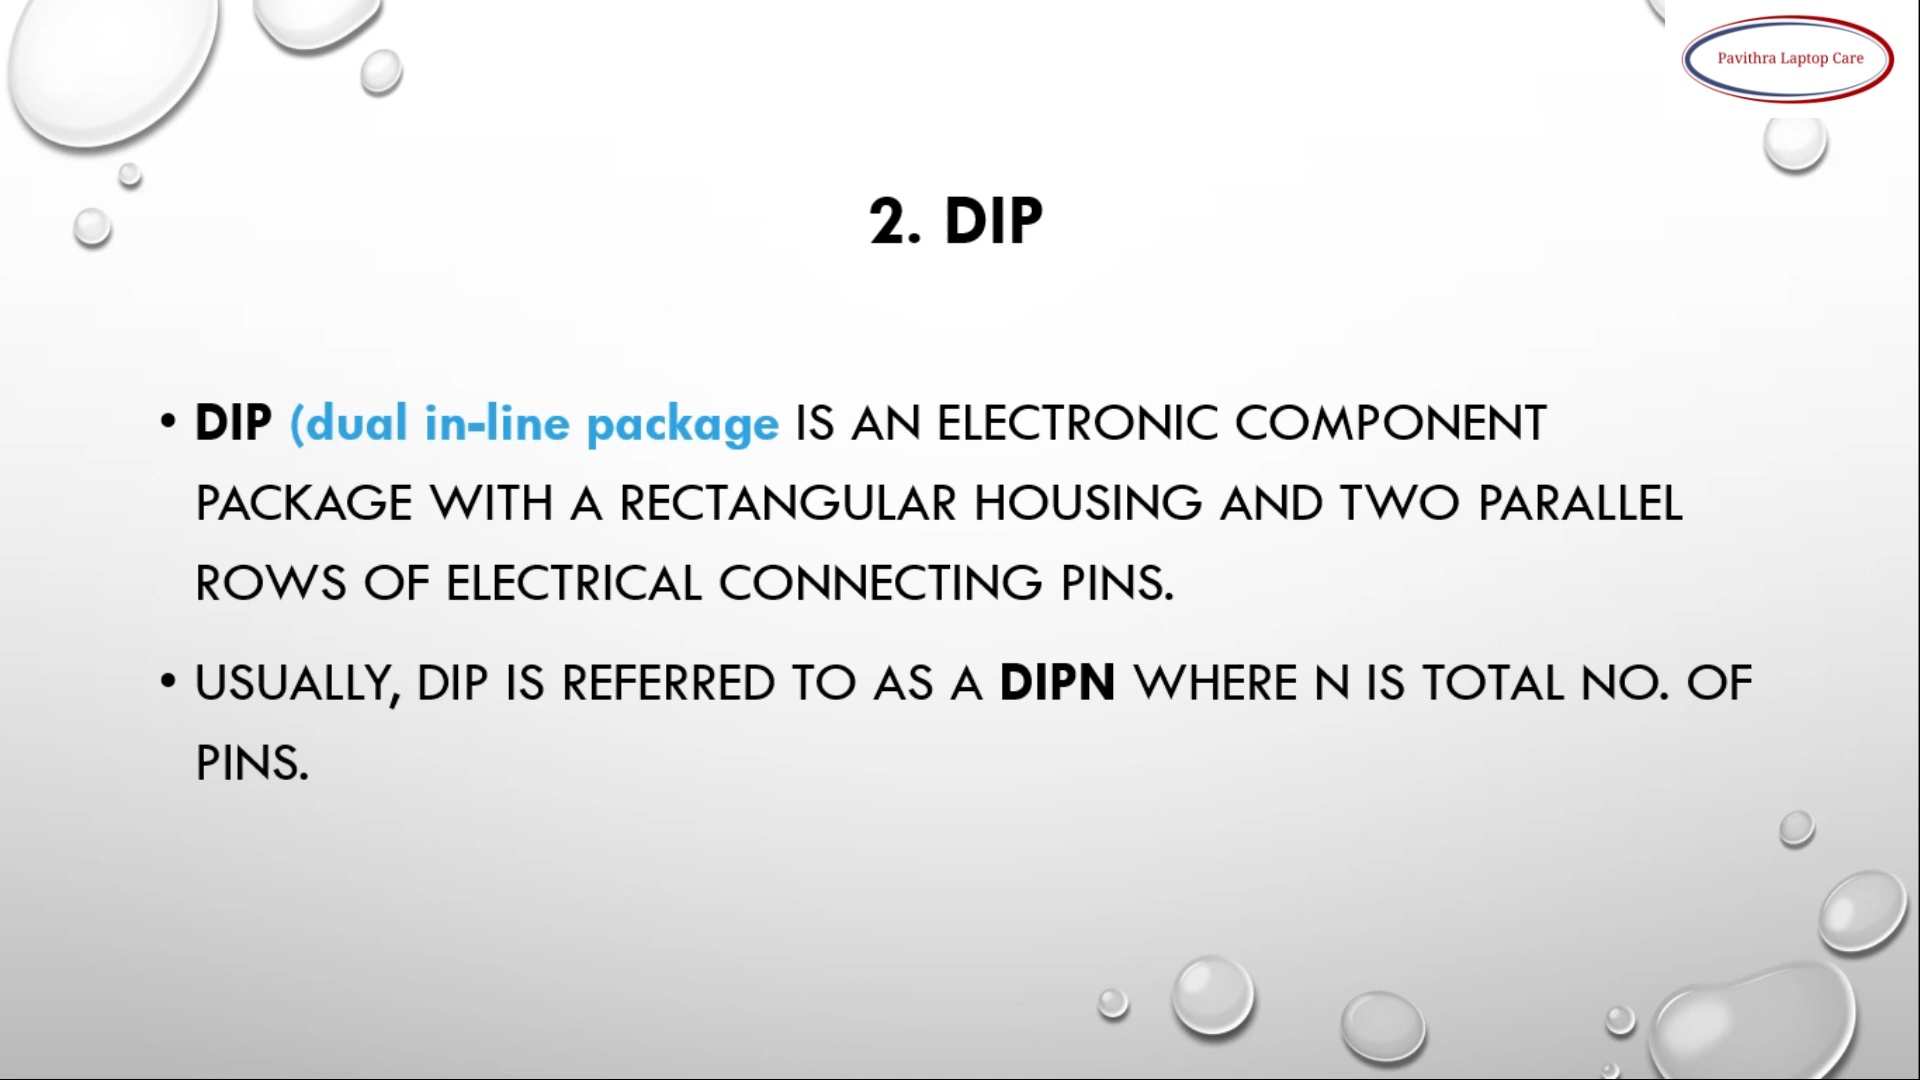 Pavithra Laptop Care
2. DIP
• DIP (dual in-line package IS AN ELECTRONIC COMPONENT
PACKAGE WITH A RECTANGULAR HOUSING AND TWO PARALLEL
ROWS OF ELECTRICAL CONNECTING PINS.
• USUALLY, DIP IS REFERRED TO AS A DIPN WHERE N IS TOTAL NO. OF
PINS.